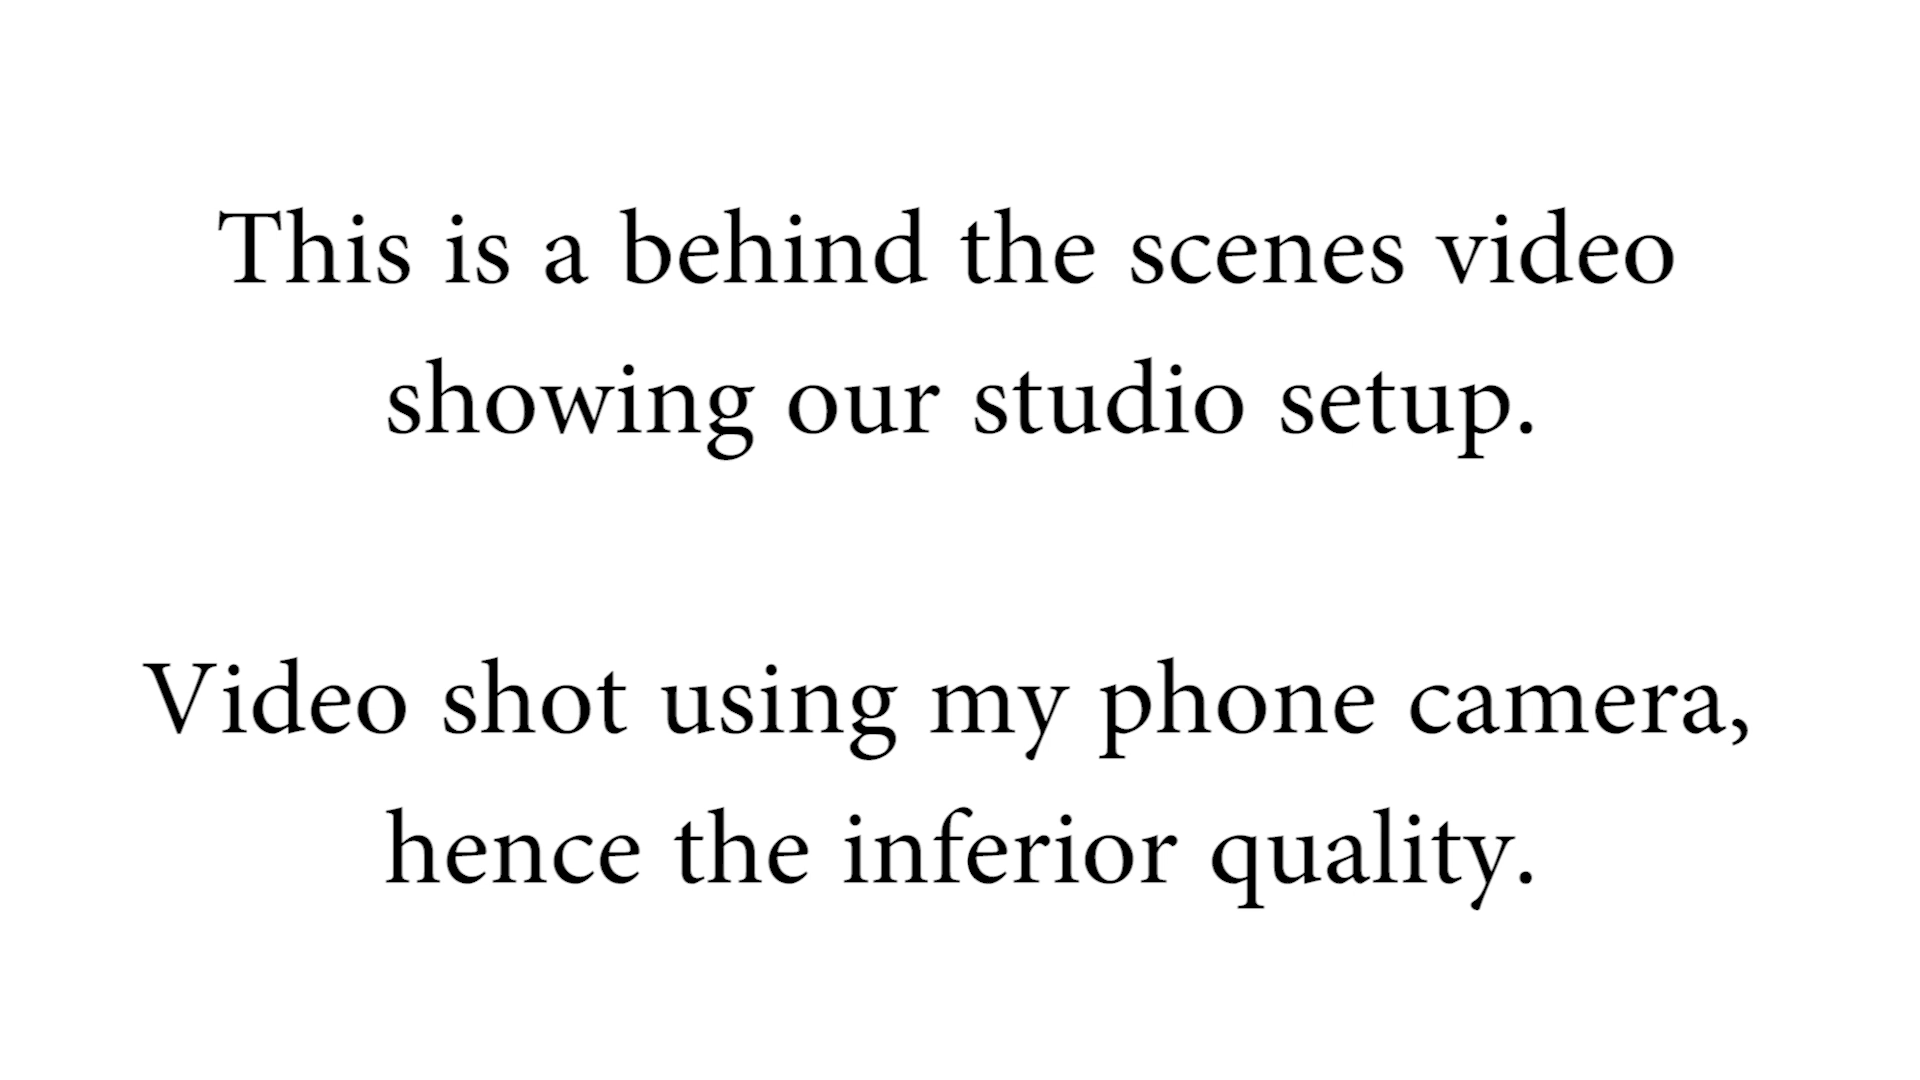 This is a behind the scenes video
showing our studio setup.
Video shot using my phone camera,
hence the inferior quality.